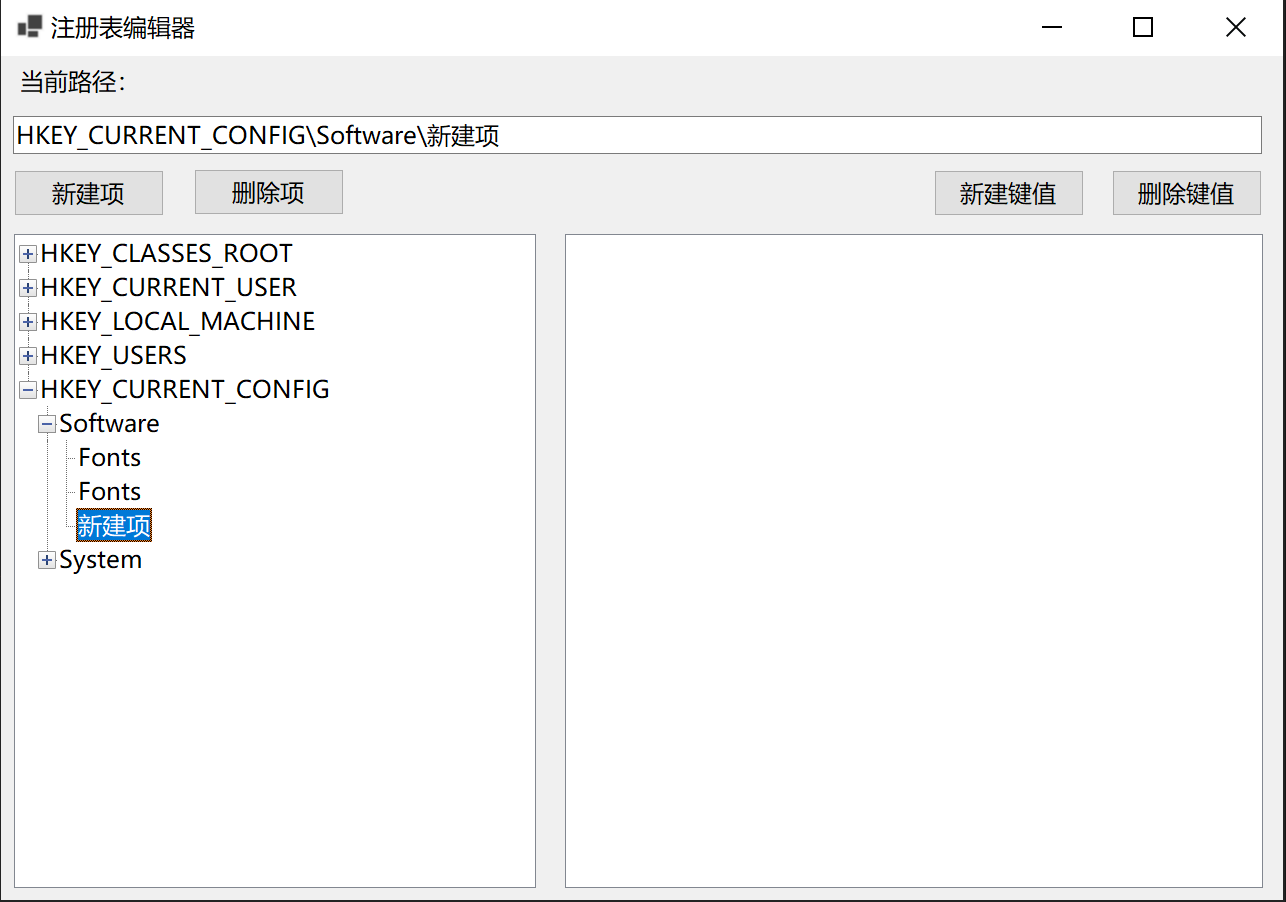 注册表编辑器
当前路径：
HKEY_CURRENT_CONFIG\Software\新建项
新建项 删除项 新建键值 删除键值
HKEY_CLASSES_ROOT
HKEY_CURRENT_USER
HKEY_LOCAL_MACHINE
HKEY_USERS
HKEY_CURRENT_CONFIG
Software
Fonts
Fonts
新建项
System